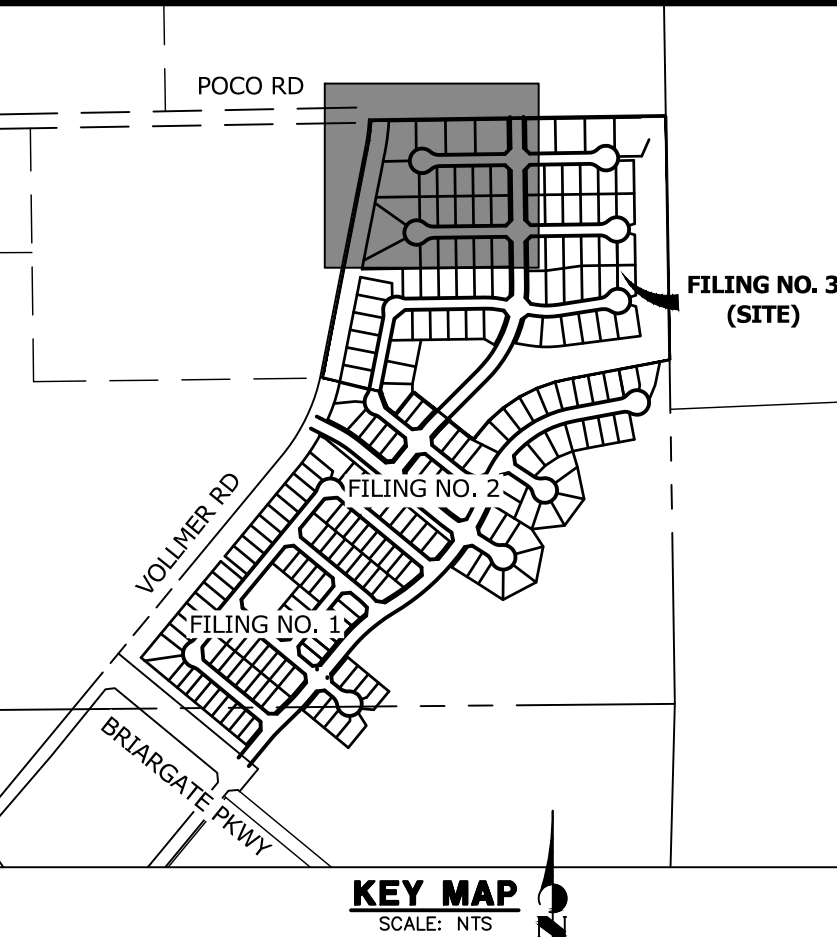 POCO RD
FILING NO. 3
(SITE)
FILING NO. 2
VOLLMER RD
FILING NO. 1
BRIARGATE PKWY
KEY MAP
SCALE: NTS
N